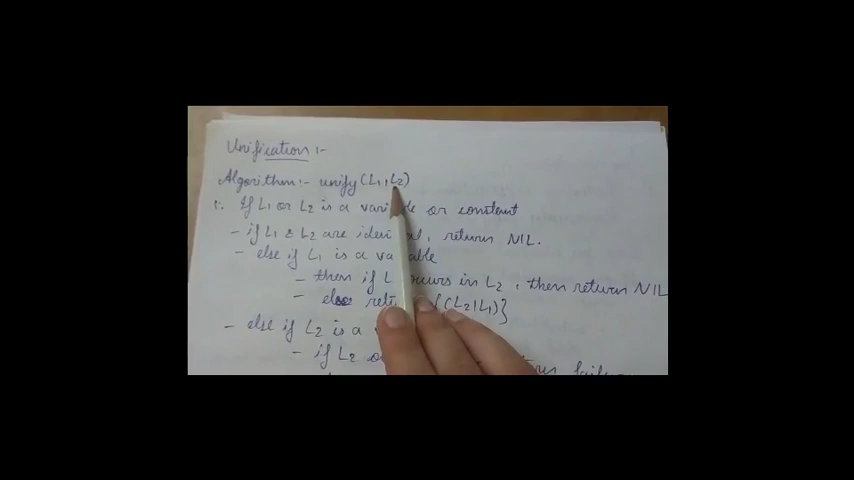 Unification :-
Algorithm:- unify (L1, L2)
1. If L1 or L2 is a variable or constant
- if L1 & L2 are identical, return NIL.
- else if L1 is a variable
- then if L1 occurs in L2, then return NIL
- else return {(L2|L1)}
- else if L2 is a
- if L2